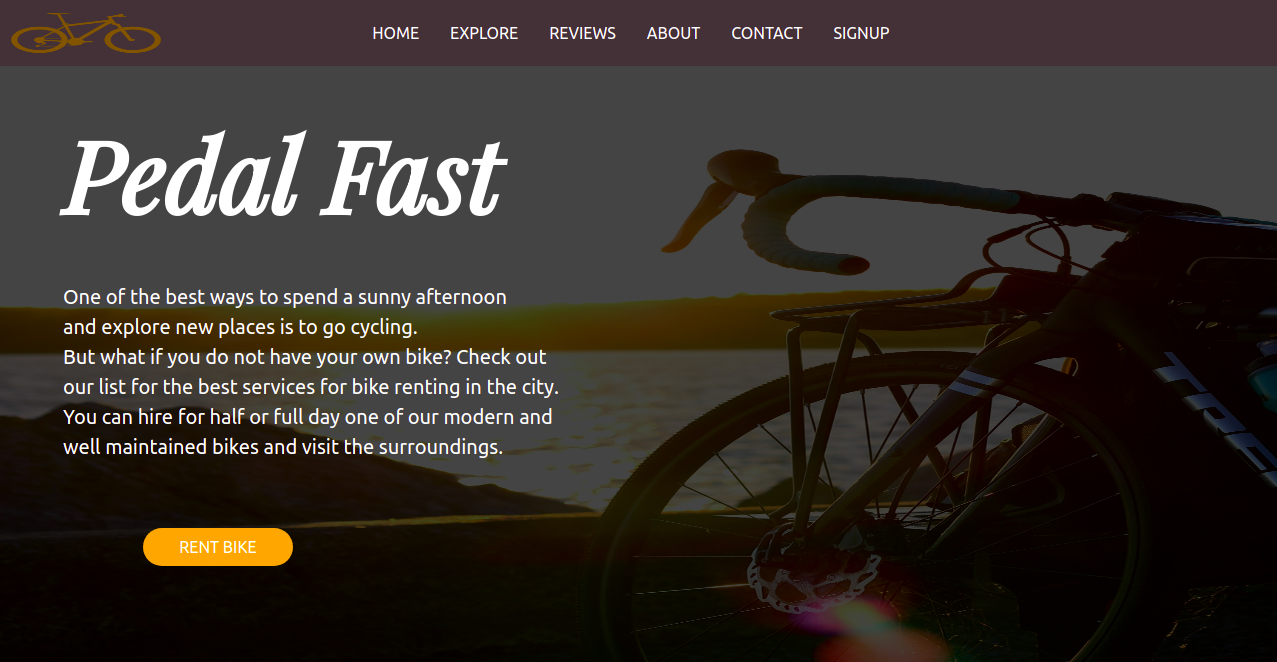 HOME EXPLORE REVIEWS ABOUT CONTACT SIGNUP
Pedal Fast
One of the best ways to spend a sunny afternoon
and explore new places is to go cycling.
But what if you do not have your own bike? Check out
our list for the best services for bike renting in the city.
You can hire for half or full day one of our modern and
well maintained bikes and visit the surroundings.
RENT BIKE